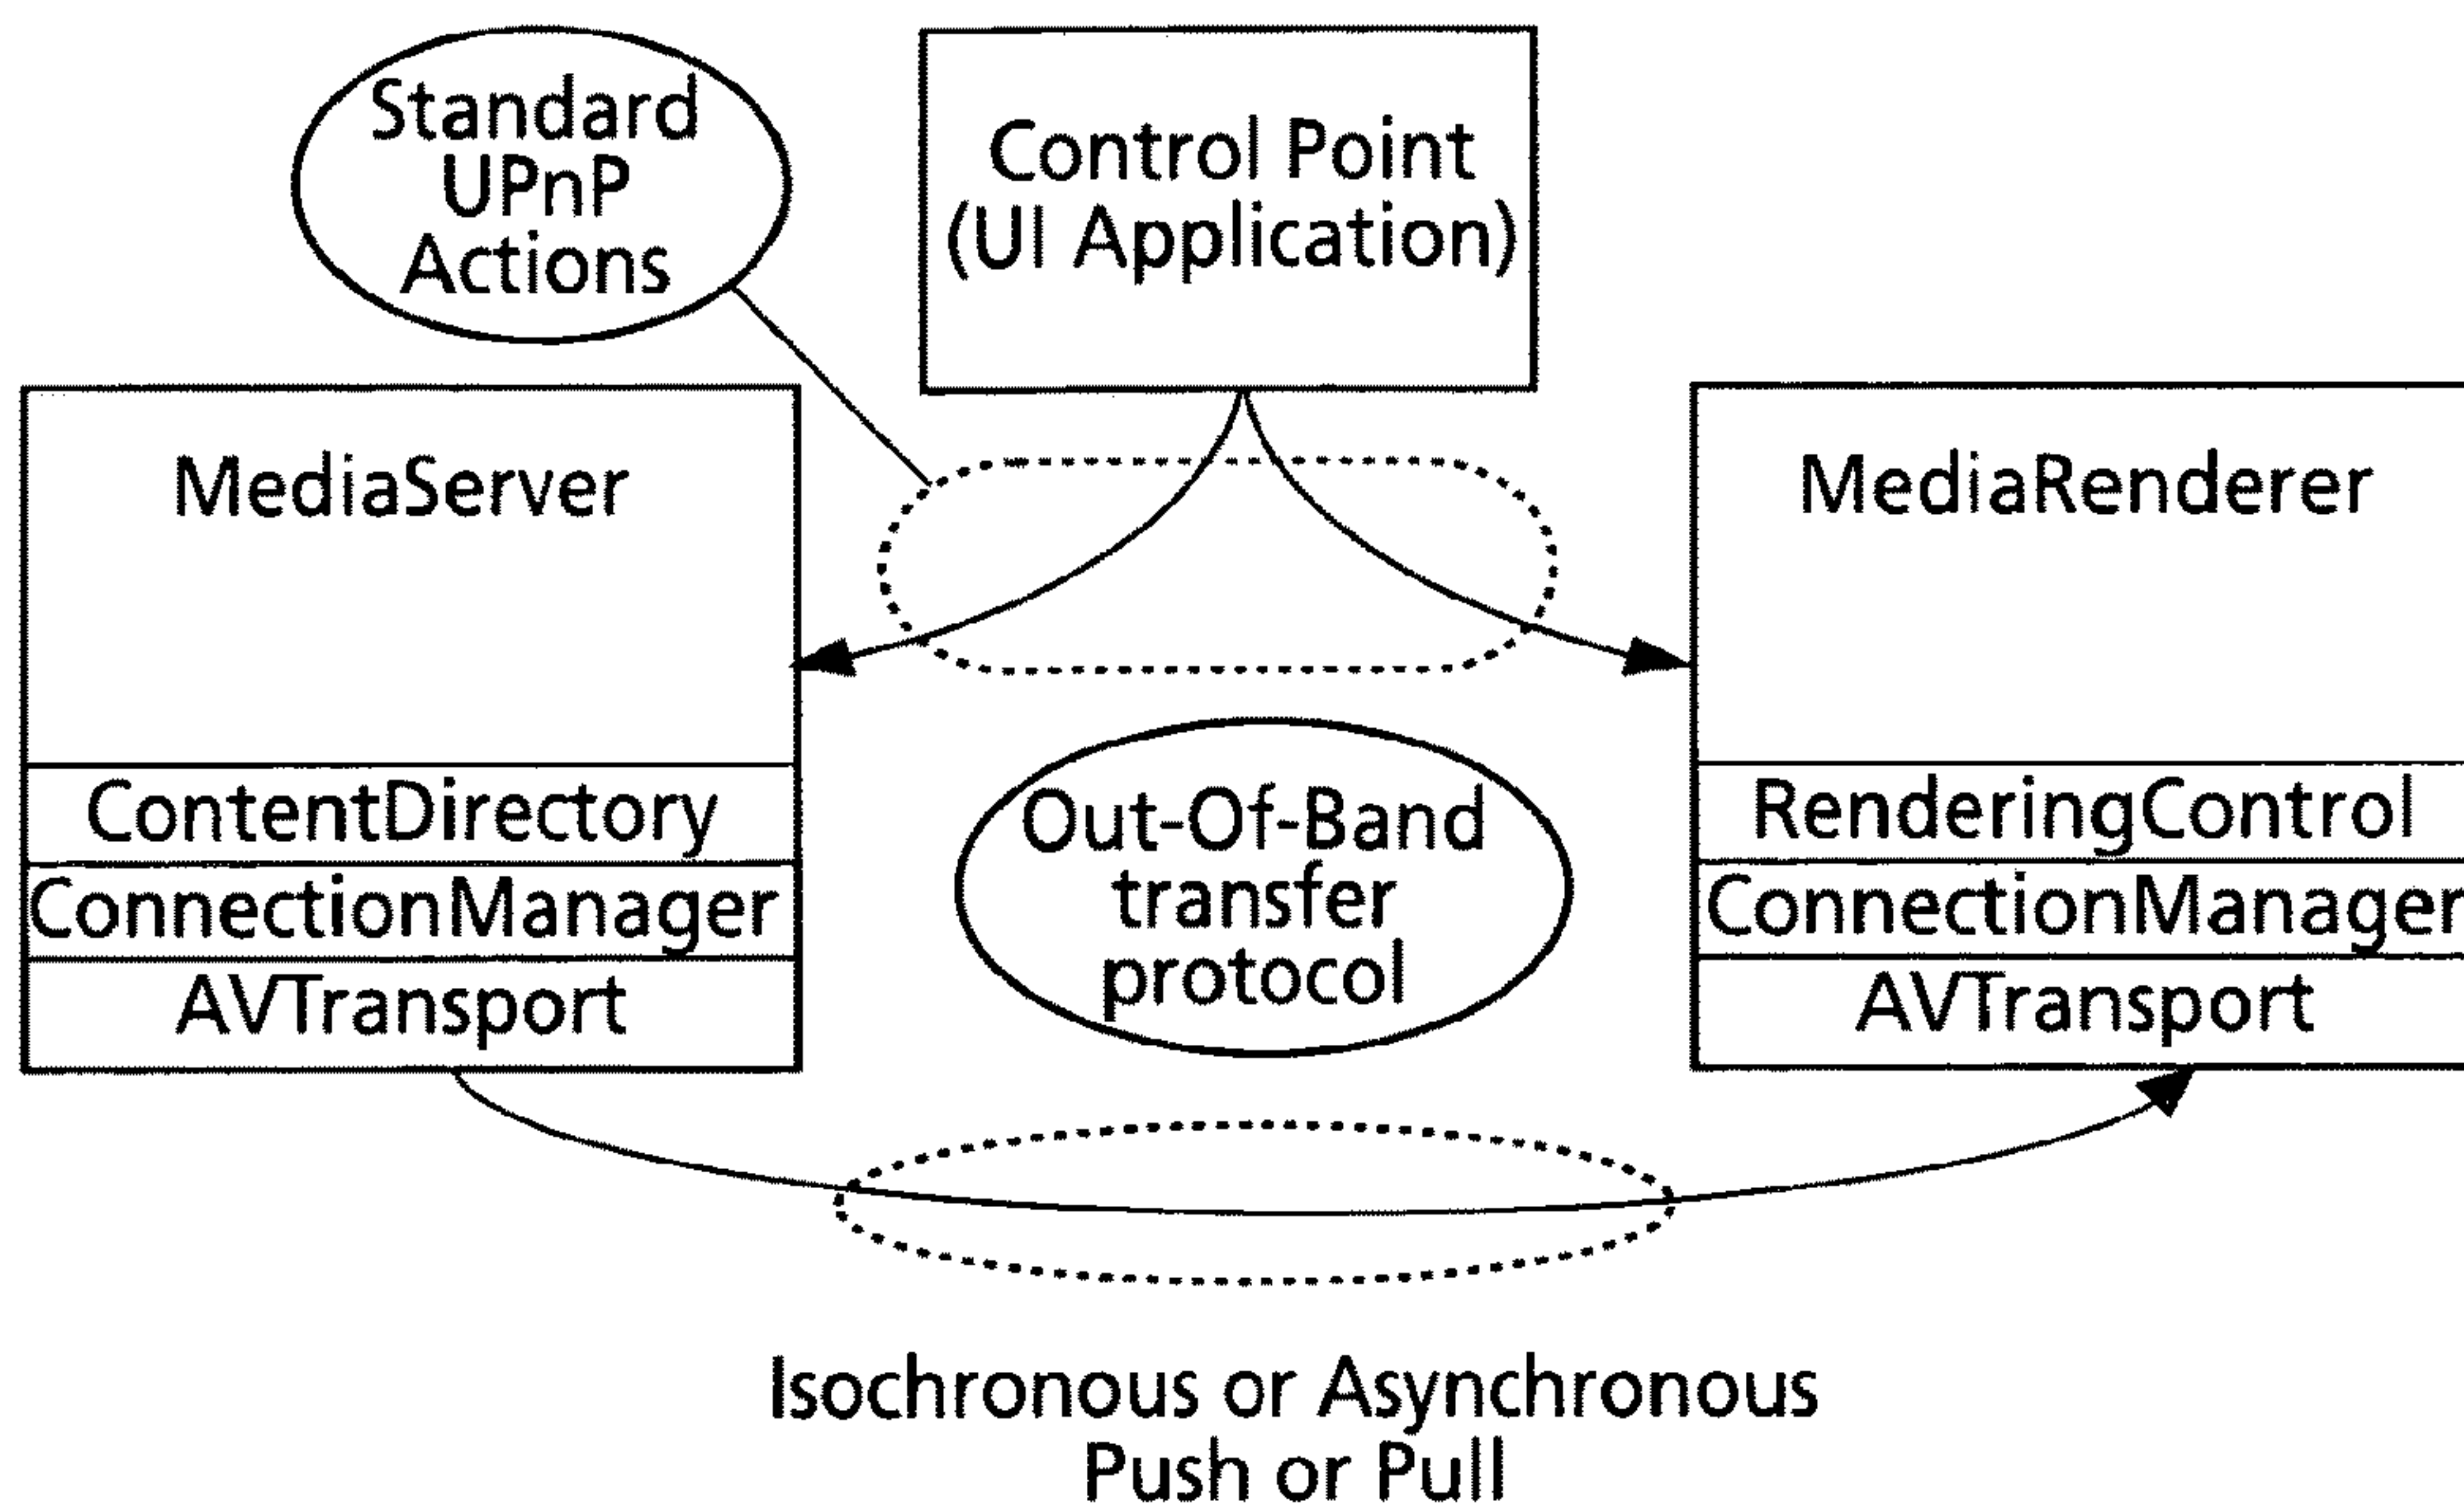 Standard
UPnP
Actions
Control Point
(UI Application)
MediaServer
MediaRenderer
ContentDirectory
ConnectionManager
AVTransport
Out-Of-Band
transfer
protocol
RenderingControl
ConnectionManager
AVTransport
Isochronous or Asynchronous
Push or Pull